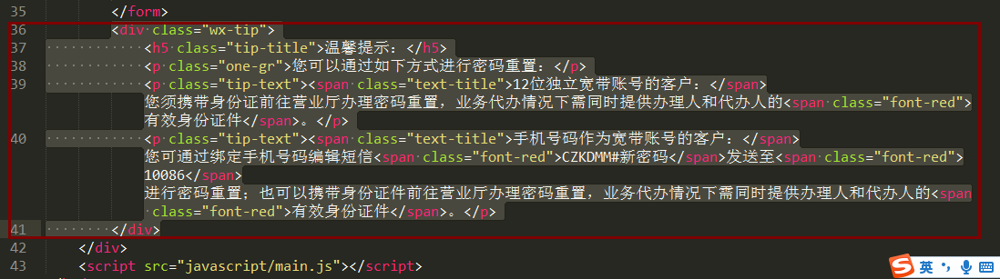 35 </form>
36 <div class="wx-tip">
37 <h5 class="tip-title">温馨提示：</h5>
38 <p class="one-gr">您可以通过如下方式进行密码重置：</p>
39 <p class="tip-text"><span class="text-title">12位独立宽带账号的客户：</span>
您须携带身份证前往营业厅办理密码重置，业务代办情况下需同时提供办理人和代办人的<span class="font-red">
有效身份证件</span>。</p>
40 <p class="tip-text"><span class="text-title">手机号码作为宽带账号的客户：</span>
您可通过绑定手机号码编辑短信<span class="font-red">CZKDMM#新密码</span>发送至<span class="font-red">
10086</span>
进行密码重置；也可以携带身份证件前往营业厅办理密码重置，业务代办情况下需同时提供办理人和代办人的<span
class="font-red">有效身份证件</span>。</p>
41 </div>
42 </div>
43 <script src="javascript/main.js"></script>
S 英